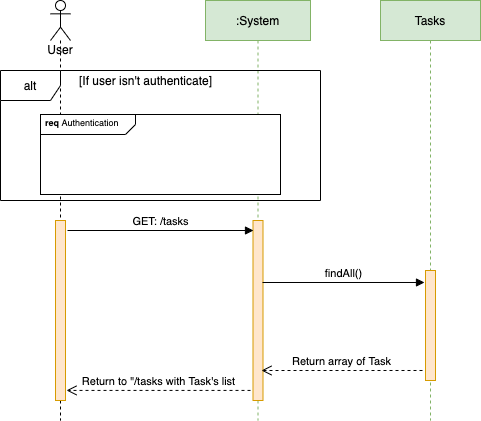 User
:System
Tasks
alt
[If user isn't authenticate]
req Authentication
GET: /tasks
findAll()
Return array of Task
Return to "/tasks with Task's list